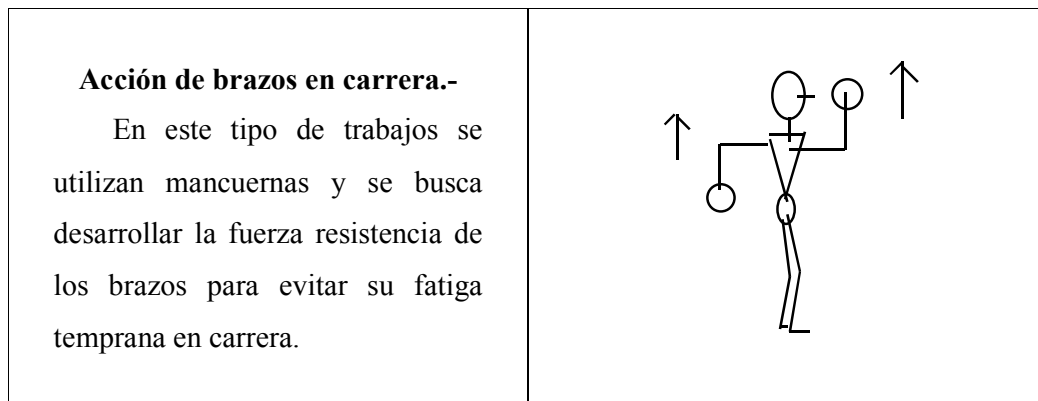 Acción de brazos en carrera.-
En este tipo de trabajos se
utilizan mancuernas y se busca
desarrollar la fuerza resistencia de
los brazos para evitar su fatiga
temprana en carrera.